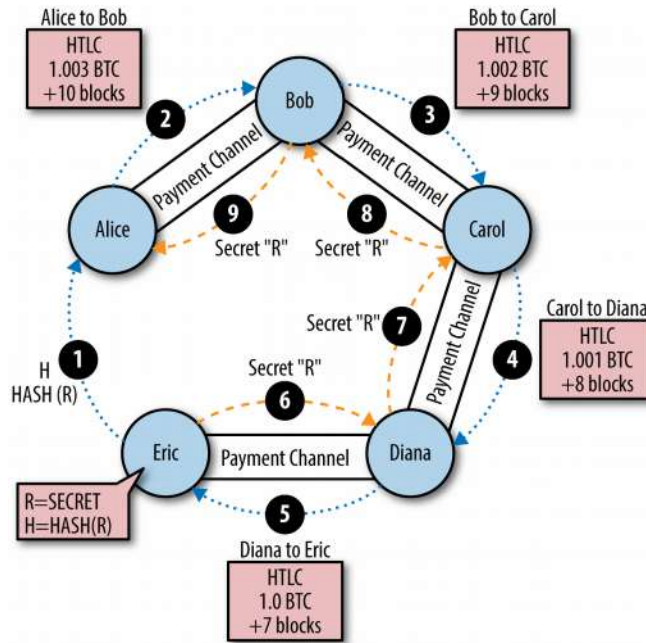 Alice to Bob
HTLC
1.003 BTC
+10 blocks
Bob to Carol
HTLC
1.002 BTC
+9 blocks
2
Bob
3
Payment Channel
Payment Channel
9
8
Alice
Secret "R"
Secret "R"
Carol
Secret "R"
7
Payment Channel
Carol to Diana
HTLC
1.001 BTC
+8 blocks
4
1
H
HASH (R)
Secret "R"
6
Eric
Payment Channel
Diana
R=SECRET
H=HASH(R)
5
Diana to Eric
HTLC
1.0 BTC
+7 blocks